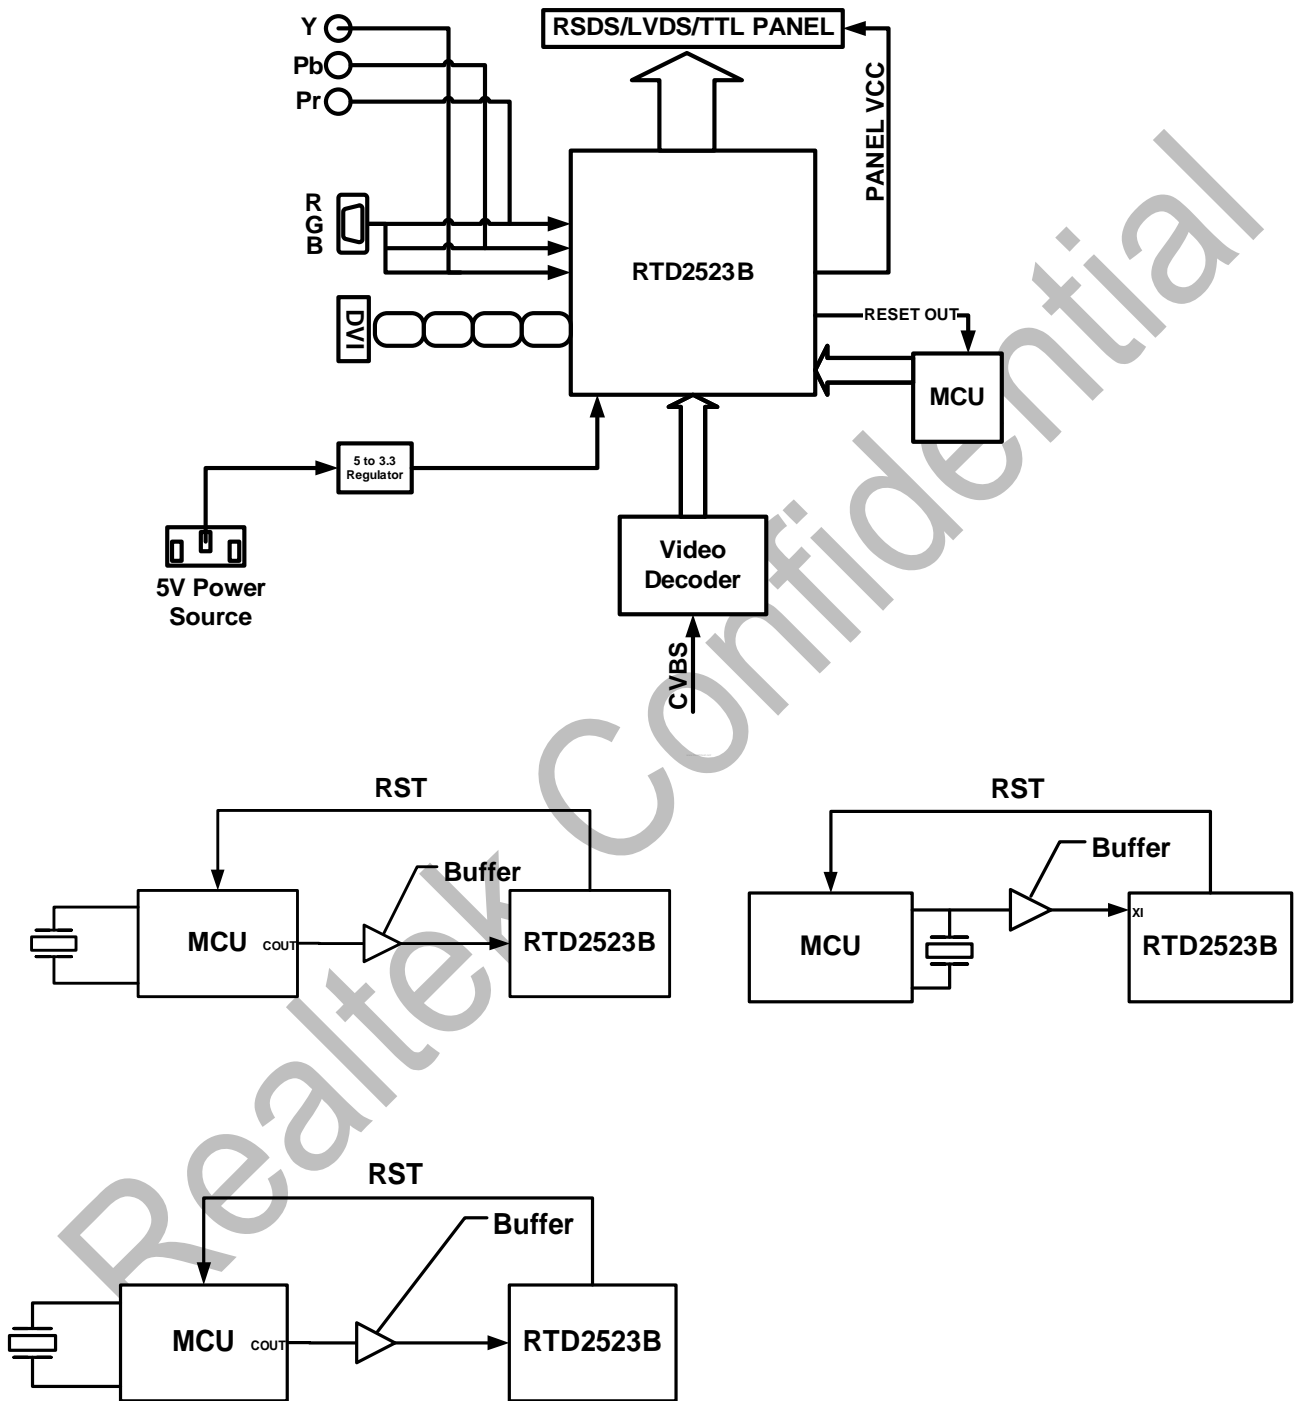 Y
RSDS/LVDS/TTL PANEL
Pb
Pr
PANEL VCC
R
G
B
RTD2523B
DVI
RESET OUT
MCU
5 to 3.3
Regulator
5V Power
Source
Video
Decoder
CVBS
RST
Buffer
MCU
COUT
RTD2523B
RST
Buffer
MCU
XI
RTD2523B
RST
Buffer
MCU
COUT
RTD2523B
Realtek Confidential